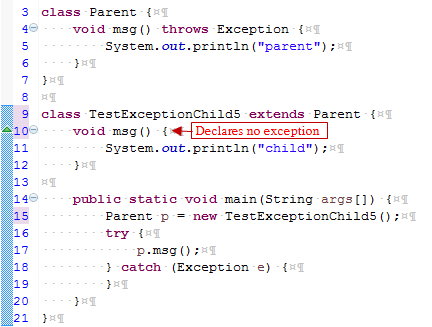 3 class Parent {¤¶
4 void msg() throws Exception {¤¶
5 System.out.println("parent");¤¶
6 }¤¶
7 }¤¶
8 ¤¶
9 class TestExceptionChild5 extends Parent {¤¶
10 void msg() { Declares no exception
11 System.out.println("child");¤¶
12 }¤¶
13 ¤¶
14 public static void main(String args[]) {¤¶
15 Parent p = new TestExceptionChild5();¤¶
16 try {¤¶
17 p.msg();¤¶
18 } catch (Exception e) {¤¶
19 }¤¶
20 }¤¶
21 }¤¶